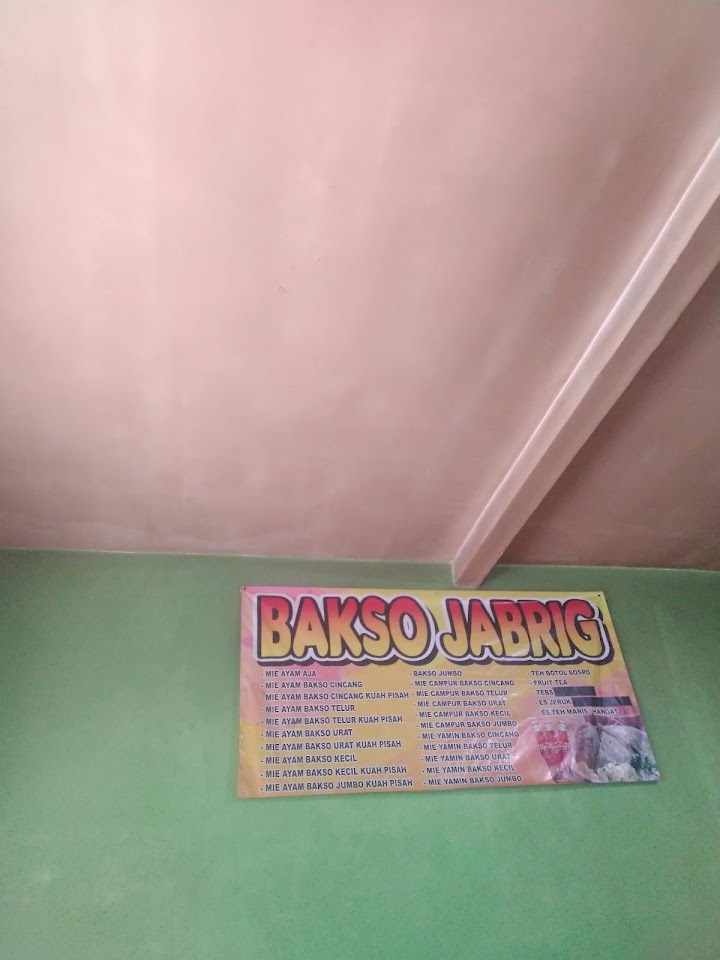 BAKSO JABRIG
- MIE AYAM AJA
- MIE AYAM BAKSO CINCANG
- MIE AYAM BAKSO CINCANG KUAH PISAH
- MIE AYAM BAKSO TELUR
- MIE AYAM BAKSO TELUR KUAH PISAH
- MIE AYAM BAKSO URAT
- MIE AYAM BAKSO URAT KUAH PISAH
- MIE AYAM BAKSO KECIL
- MIE AYAM BAKSO KECIL KUAH PISAH
- MIE AYAM BAKSO JUMBO KUAH PISAH
- BAKSO JUMBO
- MIE CAMPUR BAKSO CINCANG
- MIE CAMPUR BAKSO TELUR
- MIE CAMPUR BAKSO URAT
- MIE CAMPUR BAKSO KECIL
- MIE CAMPUR BAKSO JUMBO
- MIE YAMIN BAKSO CINCANG
- MIE YAMIN BAKSO TELUR
- MIE YAMIN BAKSO URAT
- MIE YAMIN BAKSO KECIL
- MIE YAMIN BAKSO JUMBO
- TEH BOTOL SOSRO
- FRUIT TEA
- TEBS
- ES JERUK
- ES TEH MANIS, HANGAT